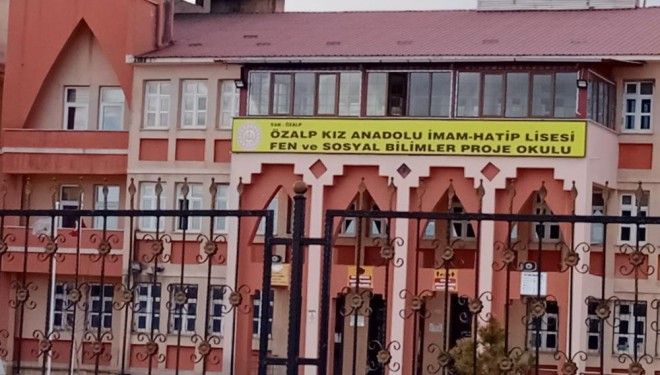 VAN - ÖZALP
ÖZALP KIZ ANADOLU İMAM-HATİP LİSESİ
FEN ve SOSYAL BİLİMLER PROJE OKULU